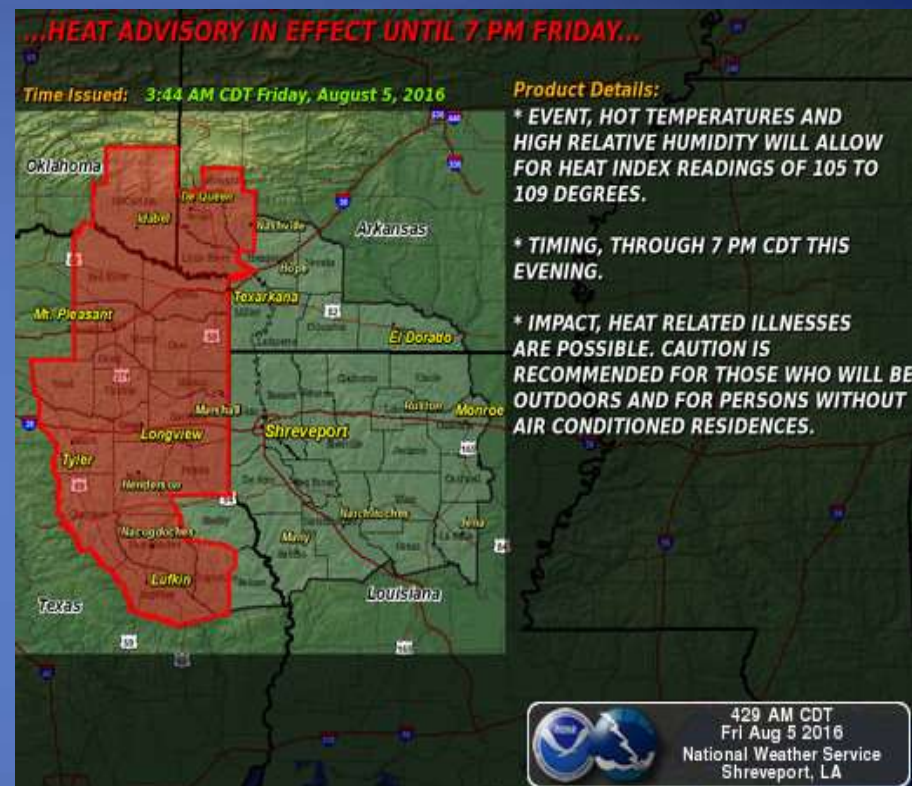 ...HEAT ADVISORY IN EFFECT UNTIL 7 PM FRIDAY...
Time Issued: 3:44 AM CDT Friday, August 5, 2016
Product Details:
* EVENT, HOT TEMPERATURES AND
HIGH RELATIVE HUMIDITY WILL ALLOW
FOR HEAT INDEX READINGS OF 105 TO
109 DEGREES.
* TIMING, THROUGH 7 PM CDT THIS
EVENING.
* IMPACT, HEAT RELATED ILLNESSES
ARE POSSIBLE. CAUTION IS
RECOMMENDED FOR THOSE WHO WILL BE
OUTDOORS AND FOR PERSONS WITHOUT
AIR CONDITIONED RESIDENCES.
Oklahoma
De Queen
Idabel
Nashville
Arkansas
Hope
Texarkana
Mt. Pleasant
El Dorado
Marshall
Ruston
Monroe
Longview
Shreveport
Tyler
Henderson
Natchitoches
Jena
Nacogdoches
Many
Lufkin
Texas
Louisiana
429 AM CDT
Fri Aug 5 2016
National Weather Service
Shreveport, LA